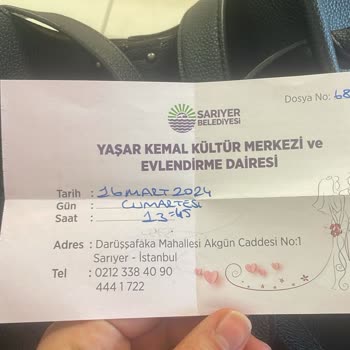 Dosya No: 68
SARIYER
BELEDİYESİ
YAŞAR KEMAL KÜLTÜR MERKEZİ ve
EVLENDİRME DAİRESİ
Tarih : 16 MART 2024
Gün : CUMARTESİ
Saat : 13:45
Adres : Darüşşafaka Mahallesi Akgün Caddesi No:1
Sarıyer - İstanbul
Tel : 0212 338 40 90
444 1 722